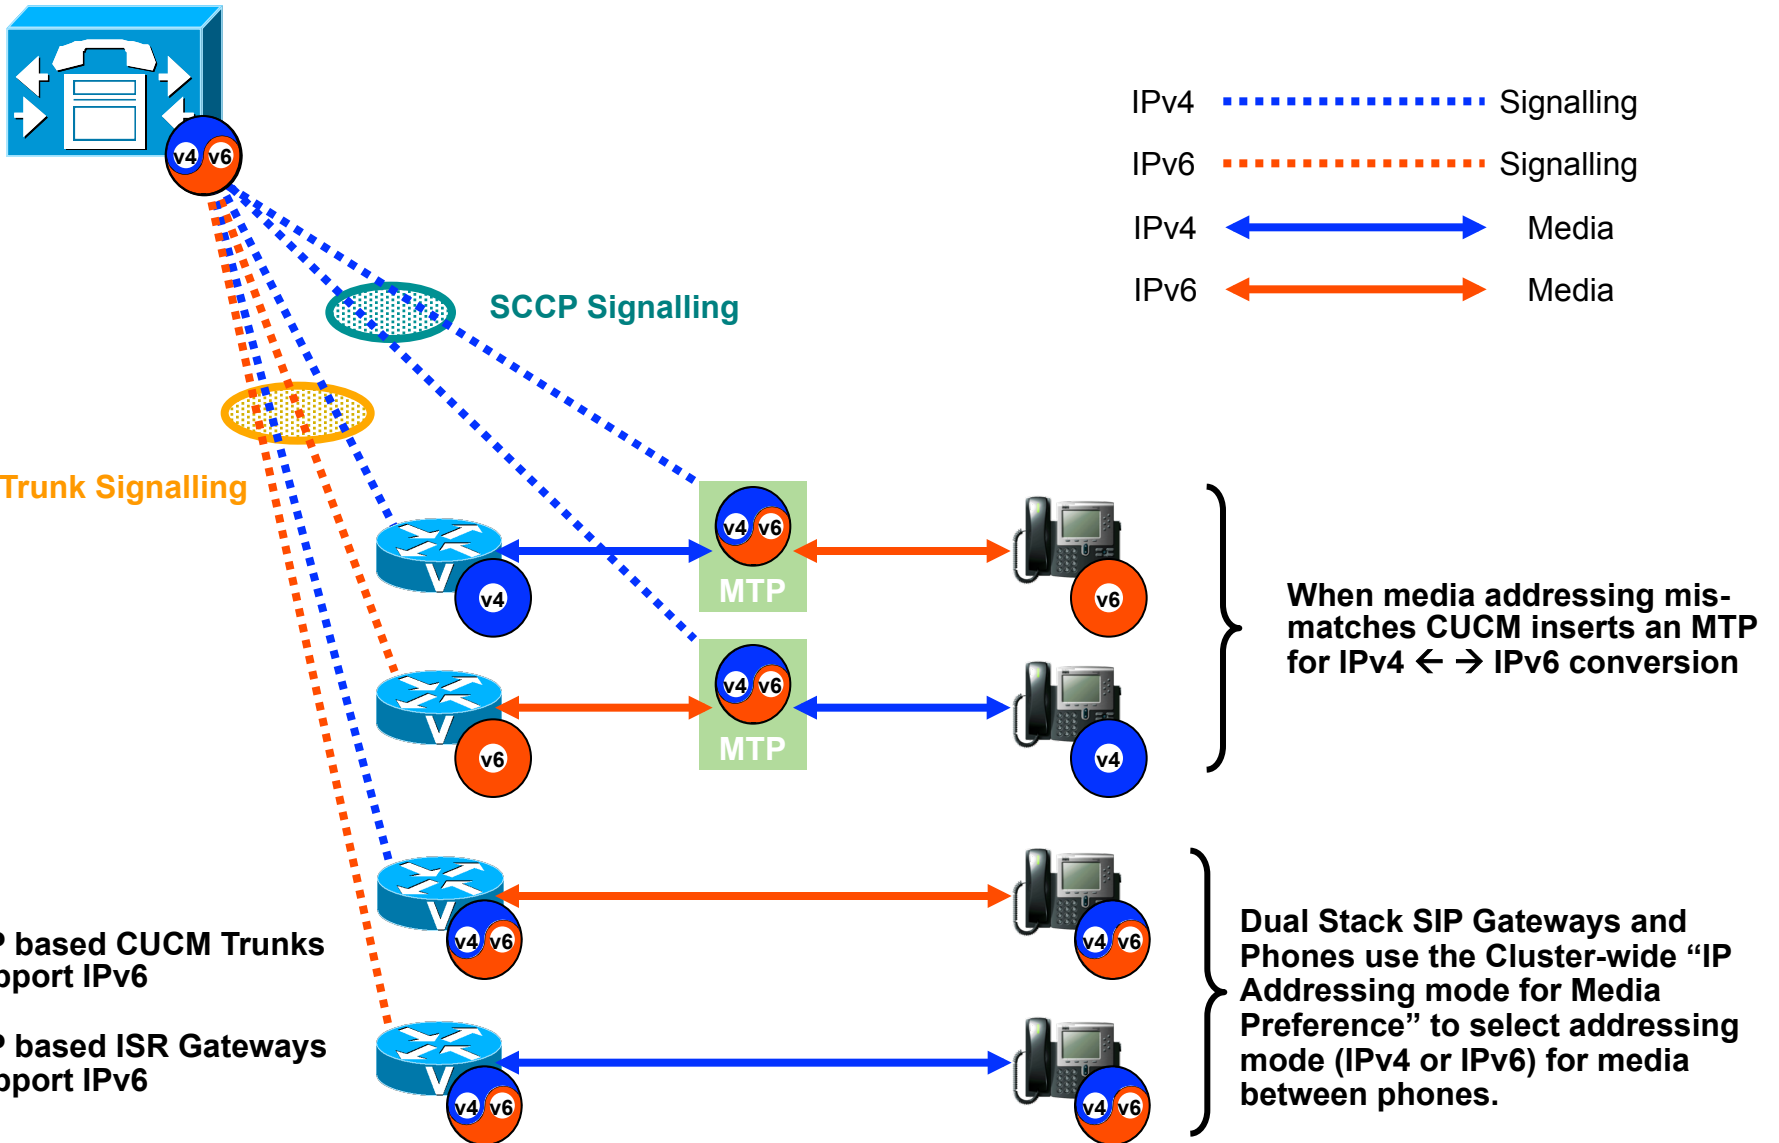 v4 v6
IPv4 Signalling
IPv6 Signalling
IPv4 Media
IPv6 Media
SCCP Signalling
Trunk Signalling
v4 v6
MTP
V
v4
v6
When media addressing mis-
matches CUCM inserts an MTP
for IPv4 ← → IPv6 conversion
v4 v6
MTP
V
v6
v4
V
v4 v6
v4 v6
P based CUCM Trunks
pport IPv6
Dual Stack SIP Gateways and
Phones use the Cluster-wide “IP
Addressing mode for Media
Preference” to select addressing
mode (IPv4 or IPv6) for media
between phones.
P based ISR Gateways
pport IPv6
V
v4 v6
v4 v6